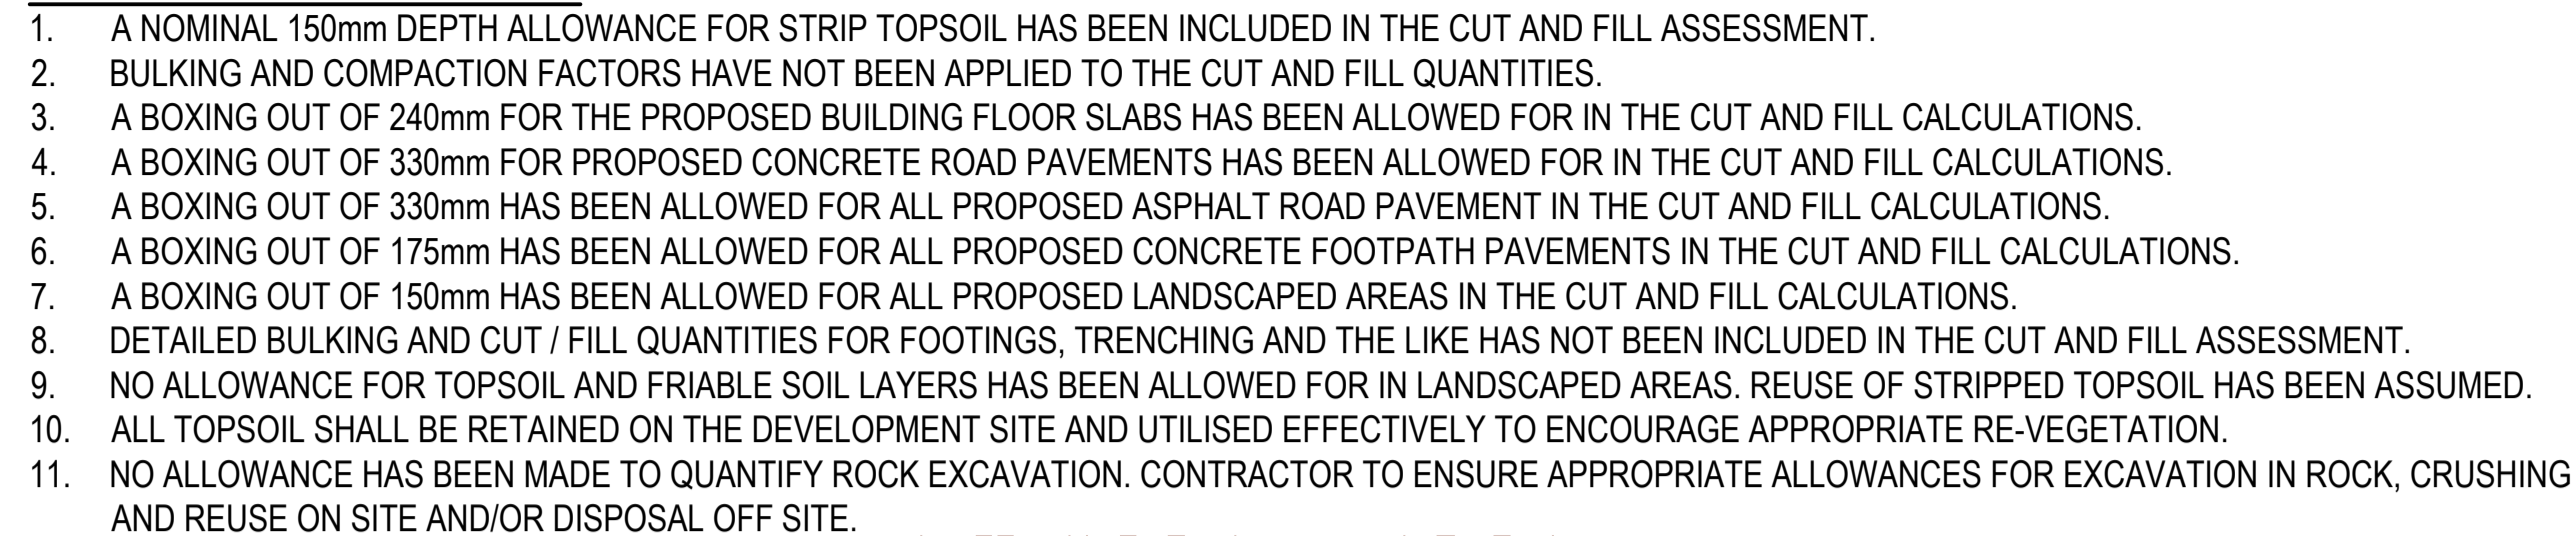 1. A NOMINAL 150mm DEPTH ALLOWANCE FOR STRIP TOPSOIL HAS BEEN INCLUDED IN THE CUT AND FILL ASSESSMENT.
2. BULKING AND COMPACTION FACTORS HAVE NOT BEEN APPLIED TO THE CUT AND FILL QUANTITIES.
3. A BOXING OUT OF 240mm FOR THE PROPOSED BUILDING FLOOR SLABS HAS BEEN ALLOWED FOR IN THE CUT AND FILL CALCULATIONS.
4. A BOXING OUT OF 330mm FOR PROPOSED CONCRETE ROAD PAVEMENTS HAS BEEN ALLOWED FOR IN THE CUT AND FILL CALCULATIONS.
5. A BOXING OUT OF 330mm HAS BEEN ALLOWED FOR ALL PROPOSED ASPHALT ROAD PAVEMENT IN THE CUT AND FILL CALCULATIONS.
6. A BOXING OUT OF 175mm HAS BEEN ALLOWED FOR ALL PROPOSED CONCRETE FOOTPATH PAVEMENTS IN THE CUT AND FILL CALCULATIONS.
7. A BOXING OUT OF 150mm HAS BEEN ALLOWED FOR ALL PROPOSED LANDSCAPED AREAS IN THE CUT AND FILL CALCULATIONS.
8. DETAILED BULKING AND CUT / FILL QUANTITIES FOR FOOTINGS, TRENCHING AND THE LIKE HAS NOT BEEN INCLUDED IN THE CUT AND FILL ASSESSMENT.
9. NO ALLOWANCE FOR TOPSOIL AND FRIABLE SOIL LAYERS HAS BEEN ALLOWED FOR IN LANDSCAPED AREAS. REUSE OF STRIPPED TOPSOIL HAS BEEN ASSUMED.
10. ALL TOPSOIL SHALL BE RETAINED ON THE DEVELOPMENT SITE AND UTILISED EFFECTIVELY TO ENCOURAGE APPROPRIATE RE-VEGETATION.
11. NO ALLOWANCE HAS BEEN MADE TO QUANTIFY ROCK EXCAVATION. CONTRACTOR TO ENSURE APPROPRIATE ALLOWANCES FOR EXCAVATION IN ROCK, CRUSHING
AND REUSE ON SITE AND/OR DISPOSAL OFF SITE.